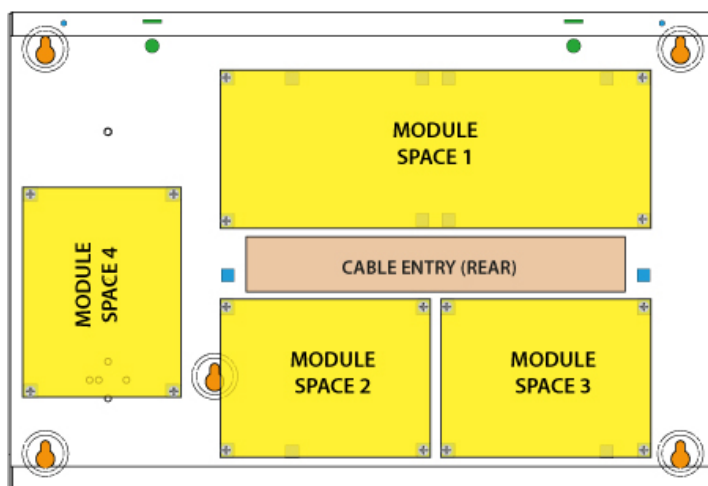 MODULE
SPACE 1
MODULE
SPACE 4
CABLE ENTRY (REAR)
MODULE
SPACE 2
MODULE
SPACE 3